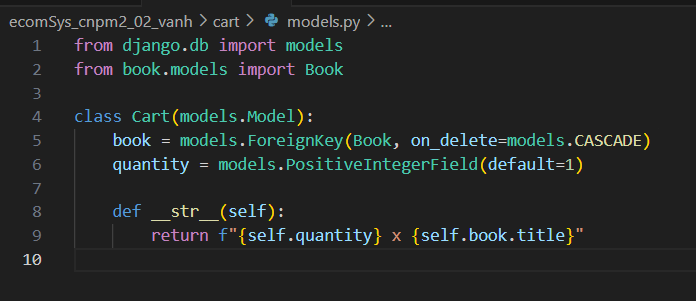 ecomSys_cnpm2_02_vanh > cart > models.py > ...
1 from django.db import models
2 from book.models import Book
3
4 class Cart(models.Model):
5     book = models.ForeignKey(Book, on_delete=models.CASCADE)
6     quantity = models.PositiveIntegerField(default=1)
7
8     def __str__(self):
9         return f"{self.quantity} x {self.book.title}"
10